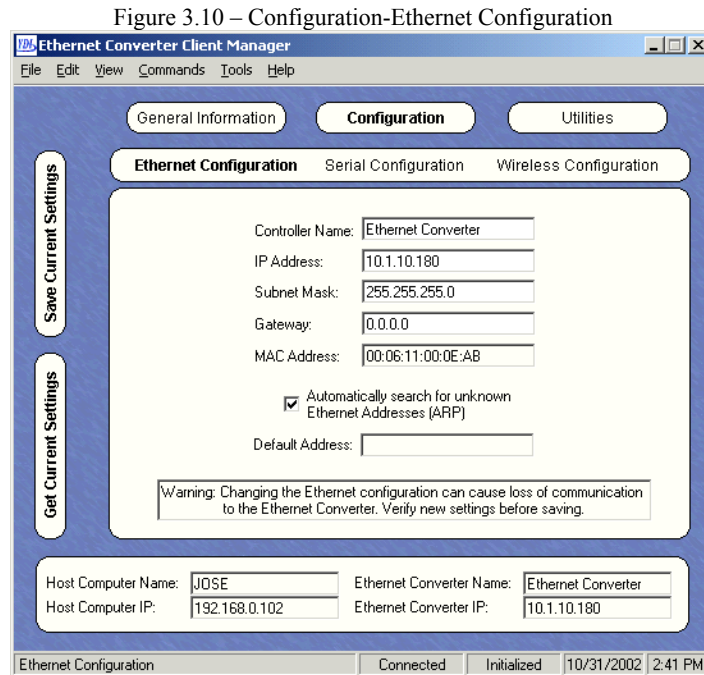 Figure 3.10 – Configuration-Ethernet Configuration
VDL Ethernet Converter Client Manager
File Edit View Commands Tools Help
General Information Configuration Utilities
Ethernet Configuration Serial Configuration Wireless Configuration
Save Current Settings
Get Current Settings
Controller Name: Ethernet Converter
IP Address: 10.1.10.180
Subnet Mask: 255.255.255.0
Gateway: 0.0.0.0
MAC Address: 00:06:11:00:0E:AB
Automatically search for unknown
Ethernet Addresses (ARP)
Default Address:
Warning: Changing the Ethernet configuration can cause loss of communication
to the Ethernet Converter. Verify new settings before saving.
Host Computer Name: JOSE Ethernet Converter Name: Ethernet Converter
Host Computer IP: 192.168.0.102 Ethernet Converter IP: 10.1.10.180
Ethernet Configuration Connected Initialized 10/31/2002 2:41 PM